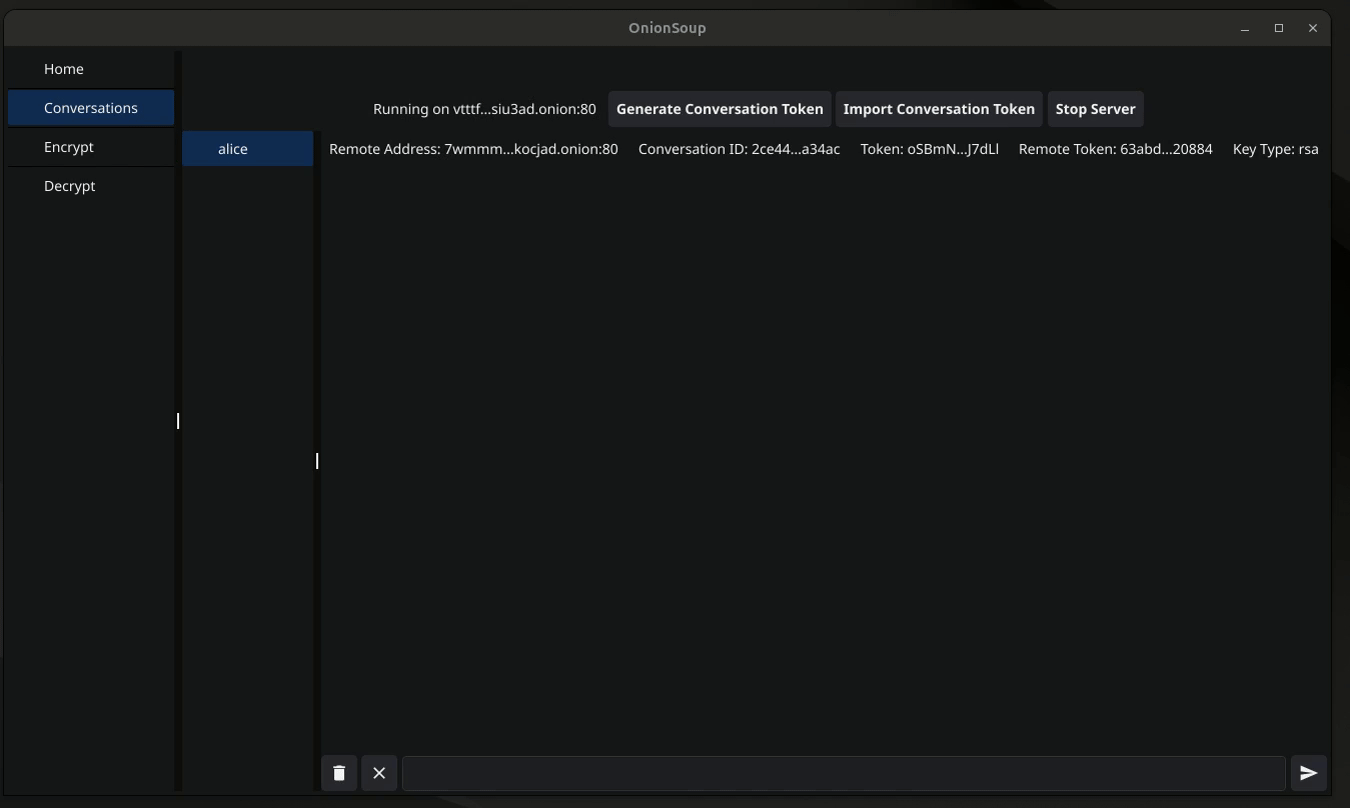 OnionSoup
Home
Conversations
Encrypt
Decrypt
Running on vtttf...siu3ad.onion:80 Generate Conversation Token Import Conversation Token Stop Server
alice
Remote Address: 7wmmm...kocjad.onion:80 Conversation ID: 2ce44...a34ac Token: oSBmN...J7dLl Remote Token: 63abd...20884 Key Type: rsa